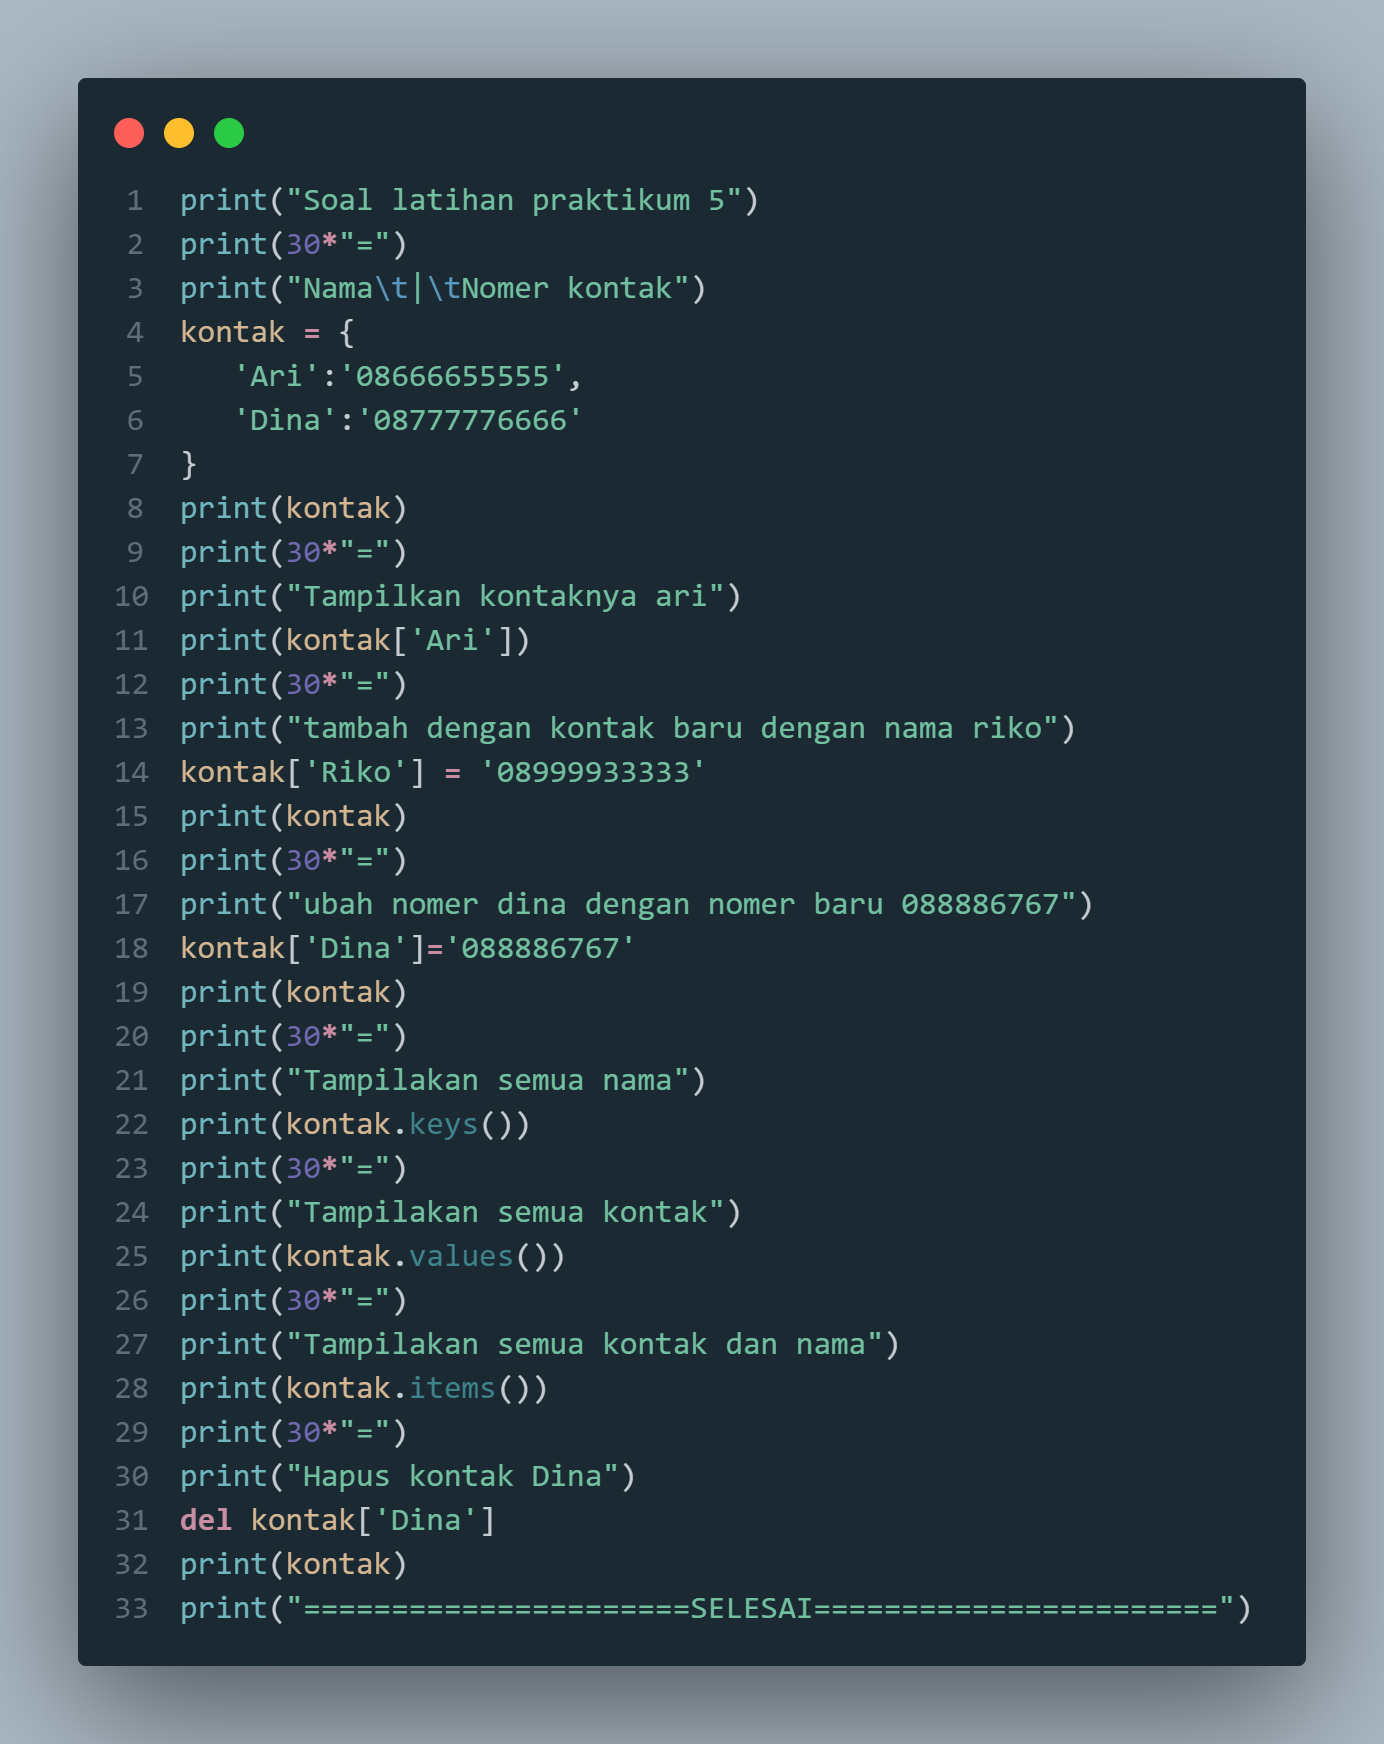 1 print("Soal latihan praktikum 5")
2 print(30*"=")
3 print("Nama\t|\tNomer kontak")
4 kontak = {
5    'Ari':'08666655555',
6    'Dina':'08777776666'
7 }
8 print(kontak)
9 print(30*"=")
10 print("Tampilkan kontaknya ari")
11 print(kontak['Ari'])
12 print(30*"=")
13 print("tambah dengan kontak baru dengan nama riko")
14 kontak['Riko'] = '08999933333'
15 print(kontak)
16 print(30*"=")
17 print("ubah nomer dina dengan nomer baru 088886767")
18 kontak['Dina']='088886767'
19 print(kontak)
20 print(30*"=")
21 print("Tampilakan semua nama")
22 print(kontak.keys())
23 print(30*"=")
24 print("Tampilakan semua kontak")
25 print(kontak.values())
26 print(30*"=")
27 print("Tampilakan semua kontak dan nama")
28 print(kontak.items())
29 print(30*"=")
30 print("Hapus kontak Dina")
31 del kontak['Dina']
32 print(kontak)
33 print("======================SELESAI=======================")